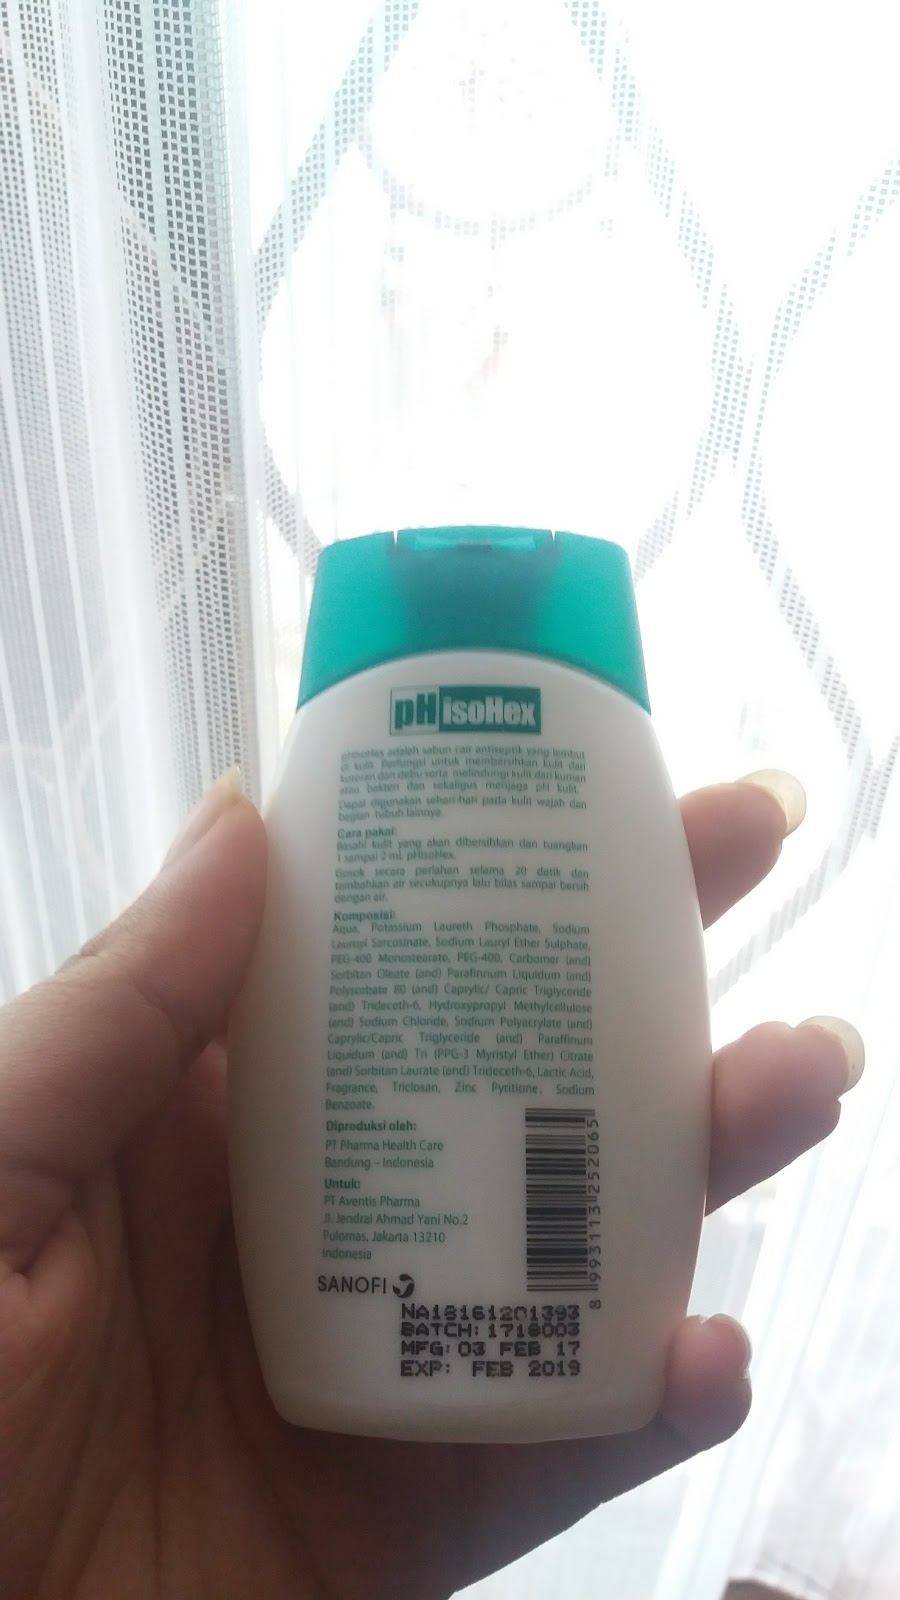 pHisoHex
pHisoHex adalah sabun cair antiseptik yang lembut
di kulit. Berfungsi untuk membersihkan kulit dari
kotoran dan debu serta melindungi kulit dari kuman
atau bakteri dan sekaligus menjaga pH kulit.
Dapat digunakan sehari-hari pada kulit wajah dan
bagian tubuh lainnya.
Cara pakai:
Basahi kulit yang akan dibersihkan dan tuangkan
1 sampai 2 mL pHisoHex.
Gosok secara perlahan selama 20 detik dan
tambahkan air secukupnya lalu bilas sampai bersih
dengan air.
Komposisi:
Aqua, Potassium Laureth Phosphate, Sodium
Lauroyl Sarcosinate, Sodium Lauryl Ether Sulphate,
PEG-400 Monostearate, PEG-400, Carbomer (and)
Sorbitan Oleate (and) Parafinnum Liquidum (and)
Polysorbate 80 (and) Caprylic/ Capric Triglyceride
(and) Trideceth-6, Hydroxypropyl Methylcellulose
(and) Sodium Chloride, Sodium Polyacrylate (and)
Caprylic/Capric Triglyceride (and) Paraffinum
Liquidum (and) Tri (PPG-3 Myristyl Ether) Citrate
(and) Sorbitan Laurate (and) Trideceth-6, Lactic Acid,
Fragrance, Triclosan, Zinc Pyritione, Sodium
Benzoate.
Diproduksi oleh:
PT Pharma Health Care
Bandung – Indonesia
Untuk:
PT Aventis Pharma
Jl. Jendral Ahmad Yani No.2
Pulomas, Jakarta 13210
Indonesia
SANOFI
8 993113 252065
NA18161201393
BATCH: 1718003
MFG: 03 FEB 17
EXP: FEB 2019